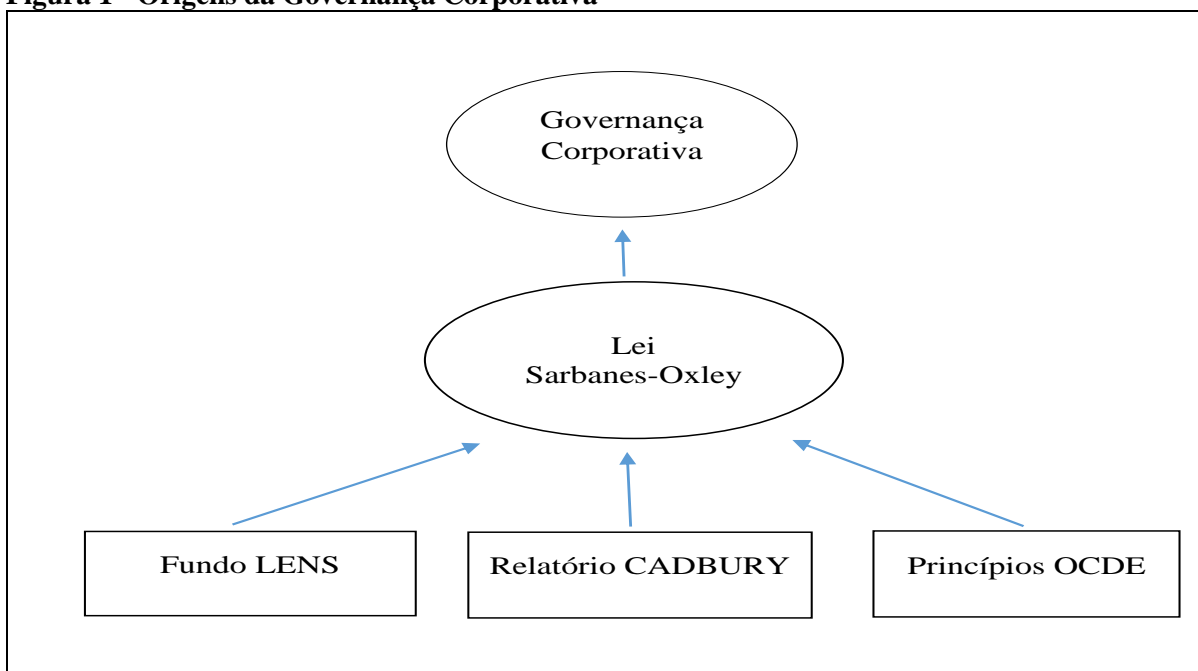 Figura 1 - Origens da Governança Corporativa
Governança
Corporativa
Lei
Sarbanes-Oxley
Fundo LENS
Relatório CADBURY
Princípios OCDE